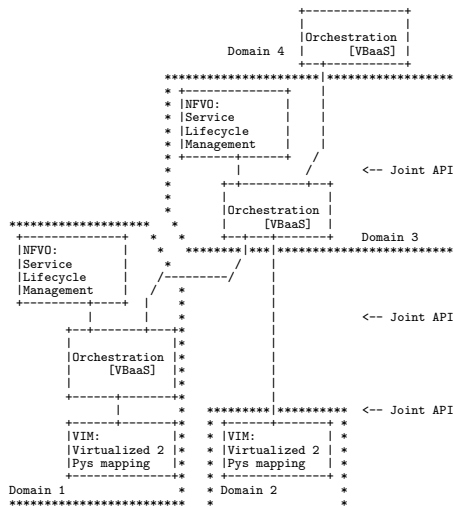 Orchestration
Domain 4 [VBaaS]
NFVO:
Service
Lifecycle
Management
<-- Joint API
Orchestration
[VBaaS]
Domain 3
NFVO:
Service
Lifecycle
Management
<-- Joint API
Orchestration
[VBaaS]
<-- Joint API
VIM: VIM:
Virtualized 2 Virtualized 2
Pys mapping Pys mapping
Domain 1 Domain 2